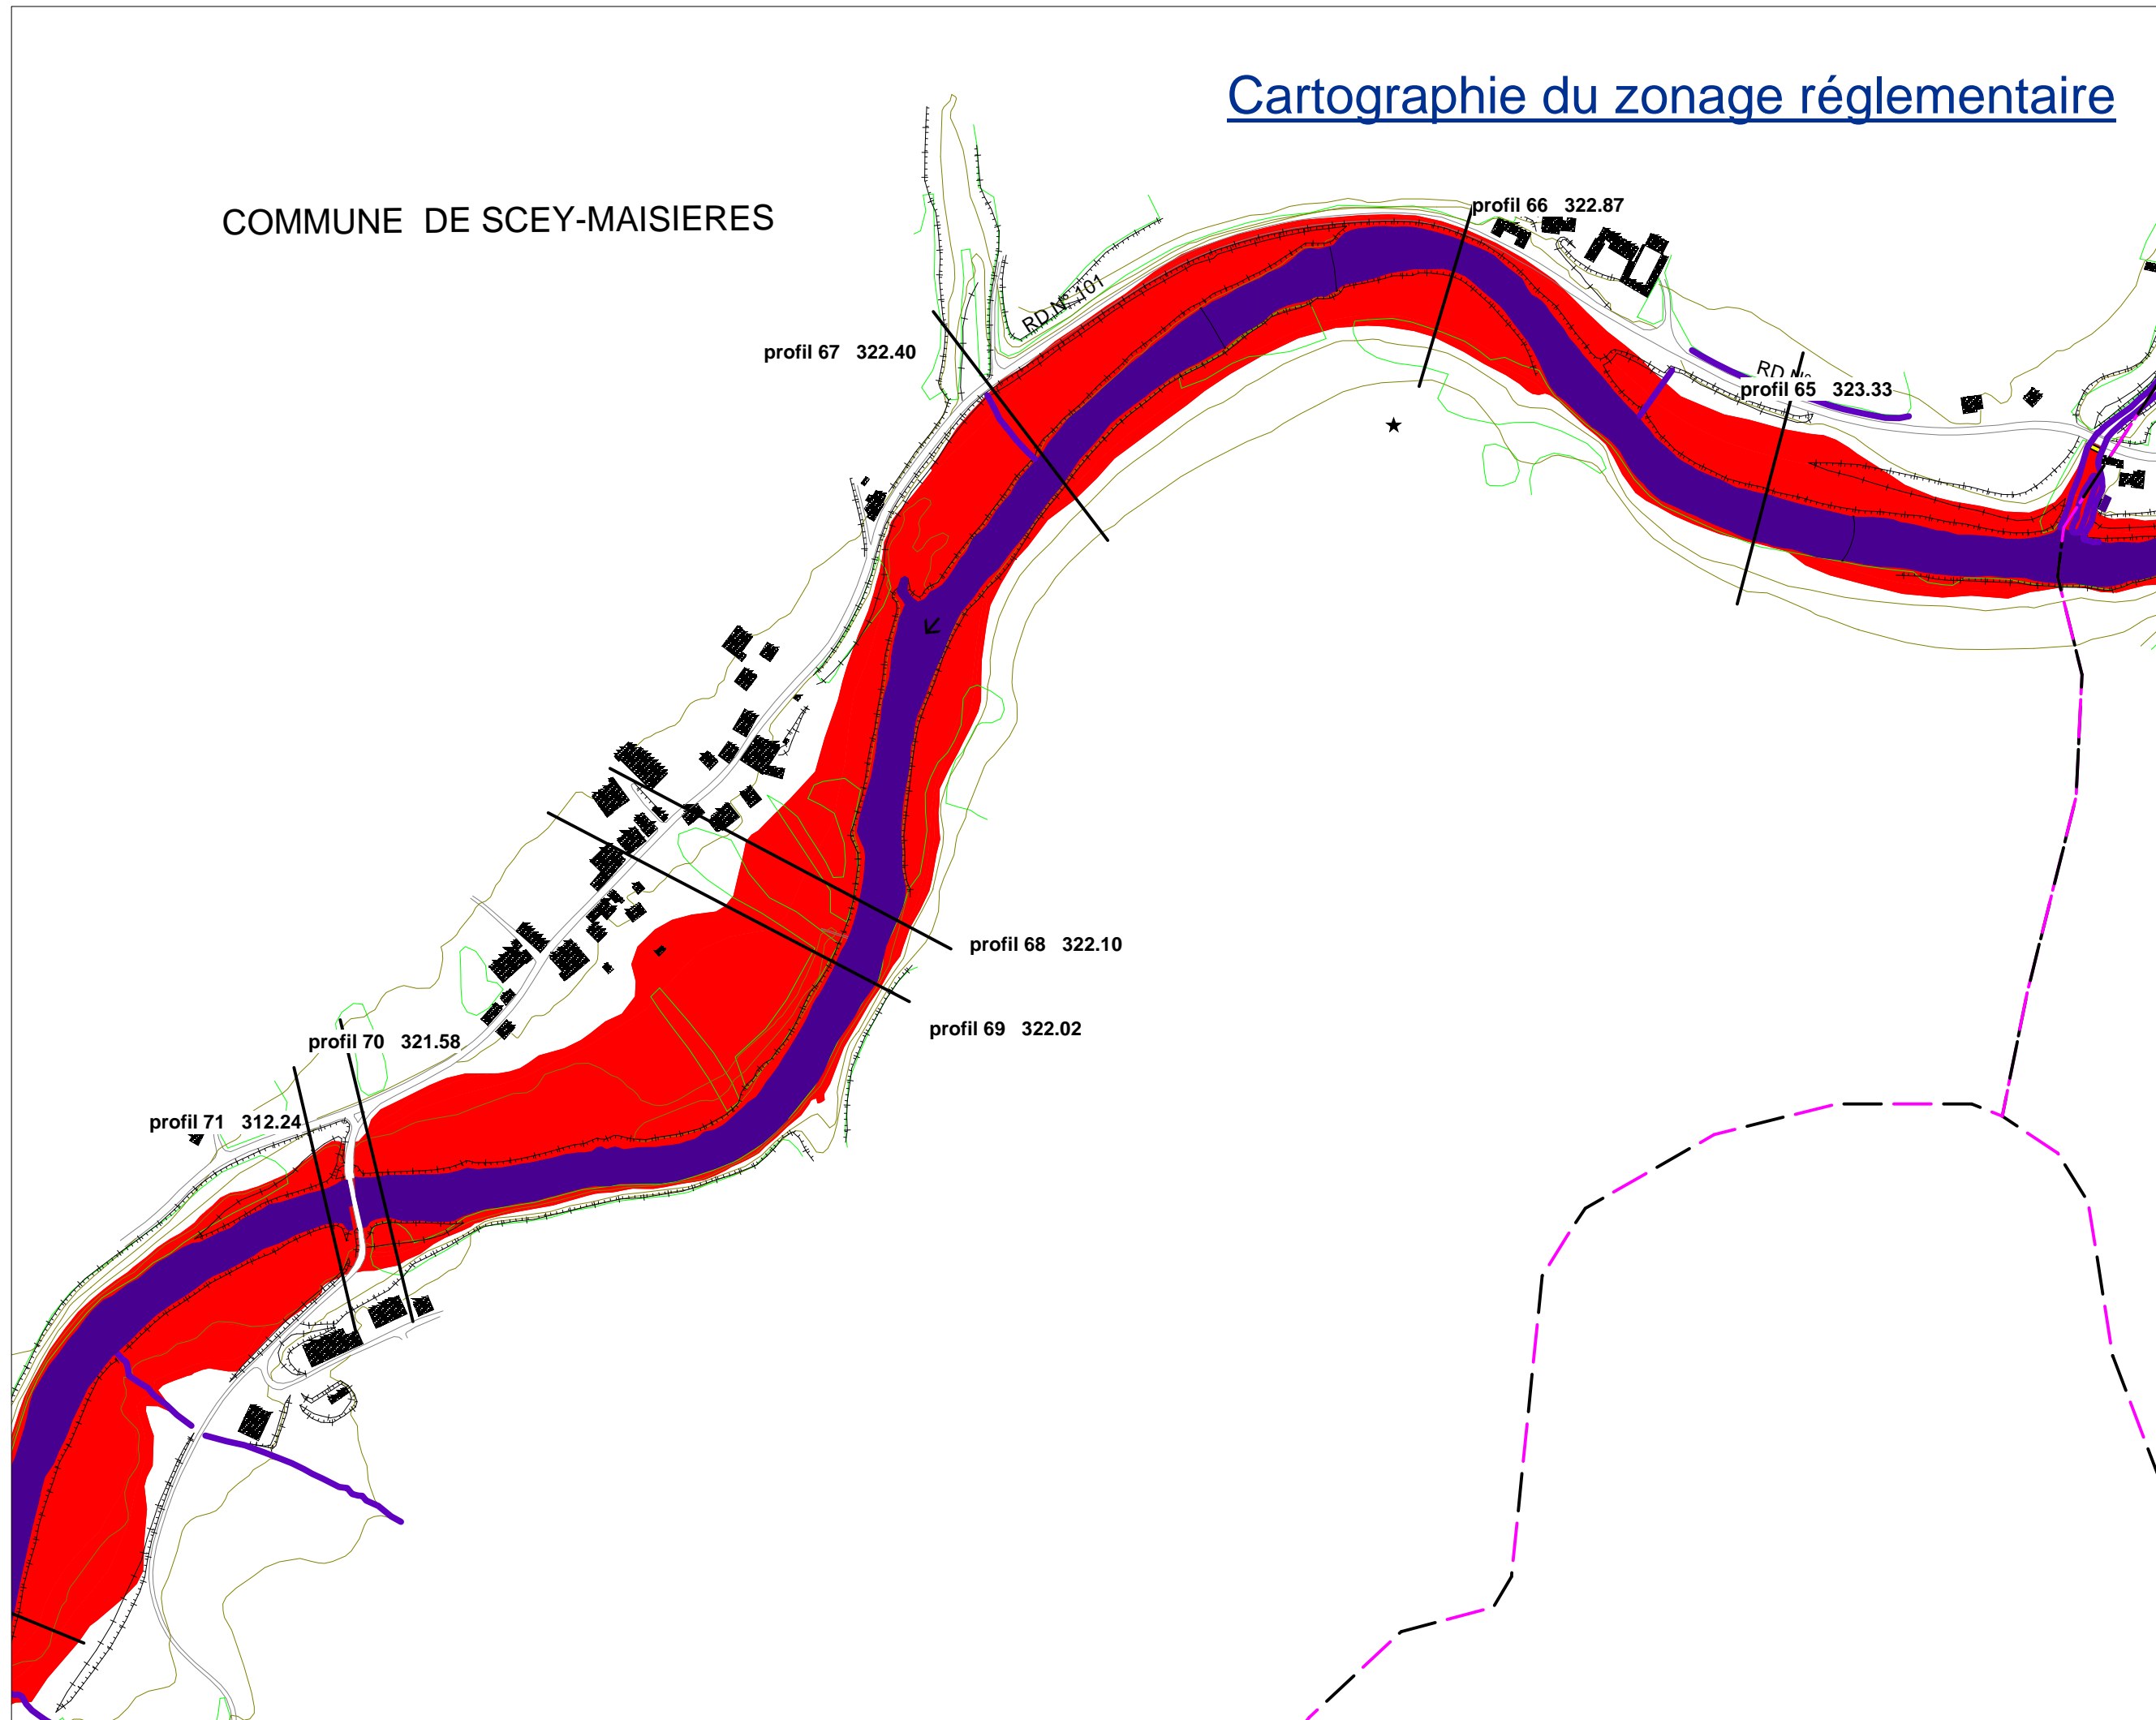 Cartographie du zonage réglementaire
COMMUNE DE SCEY-MAISIERES
profil 66 322.87
RD N° 101
profil 67 322.40
RD N°
profil 65 323.33
profil 68 322.10
profil 69 322.02
profil 70 321.58
profil 71 312.24